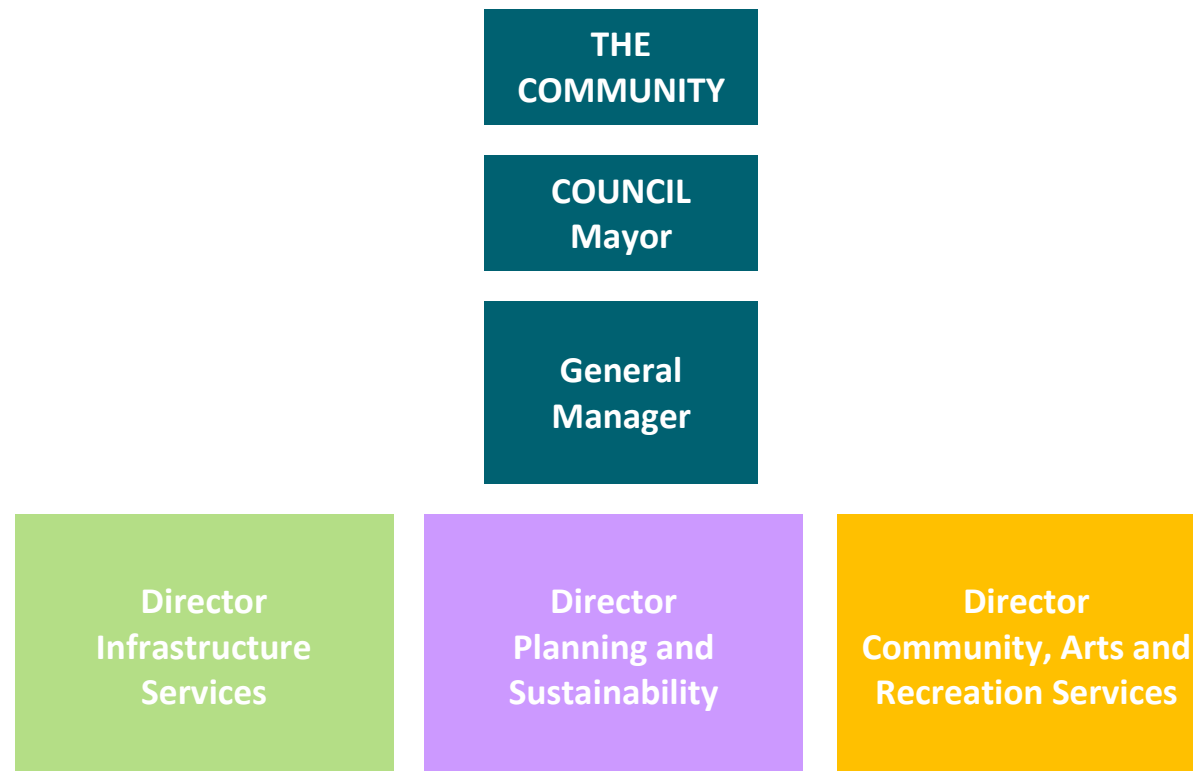 THE
COMMUNITY
COUNCIL
Mayor
General
Manager
Director
Infrastructure
Services
Director
Planning and
Sustainability
Director
Community, Arts and
Recreation Services